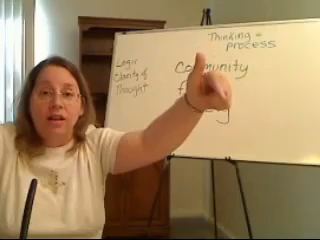 Thinking =
process
Logic
Clarity of
Thought
Community